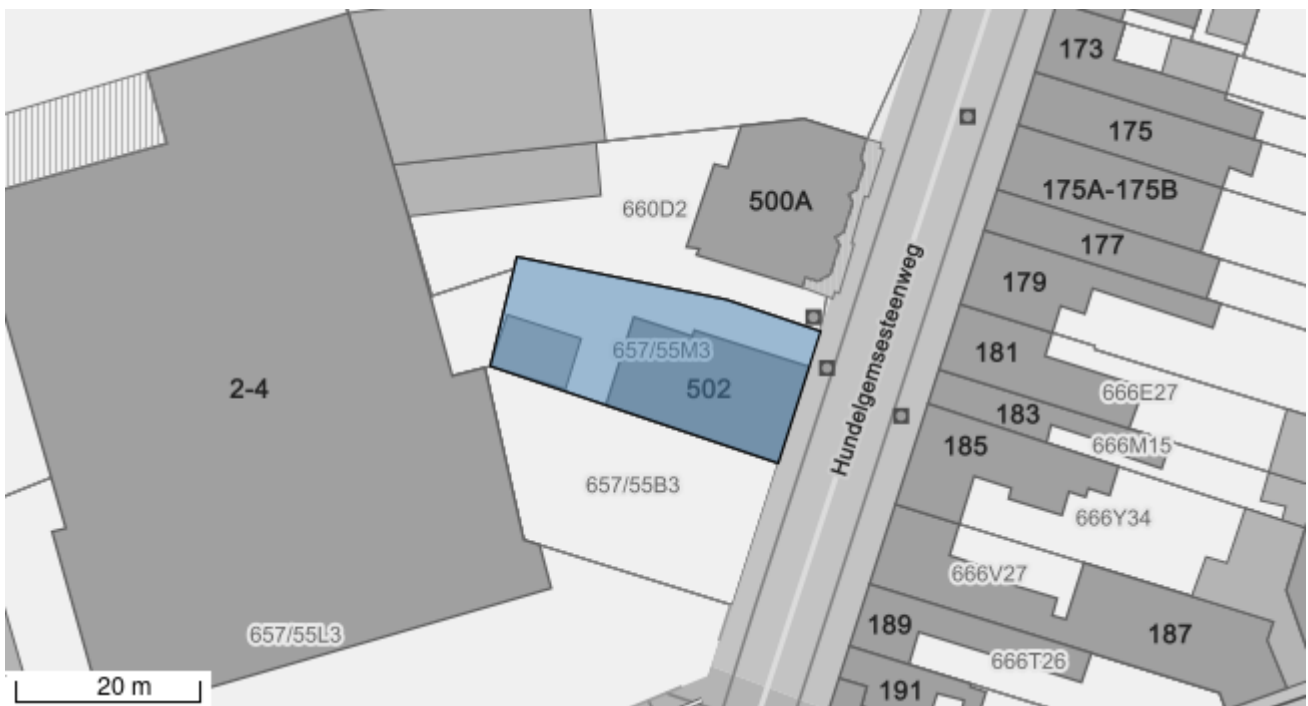 173
175
175A-175B
500A
660D2
177
179
Hundelgemsesteenweg
181
657/55M3
2-4
502
666E27
183
666M15
185
657/55B3
666Y34
666V27
189
657/55L3
187
666T26
20 m
191